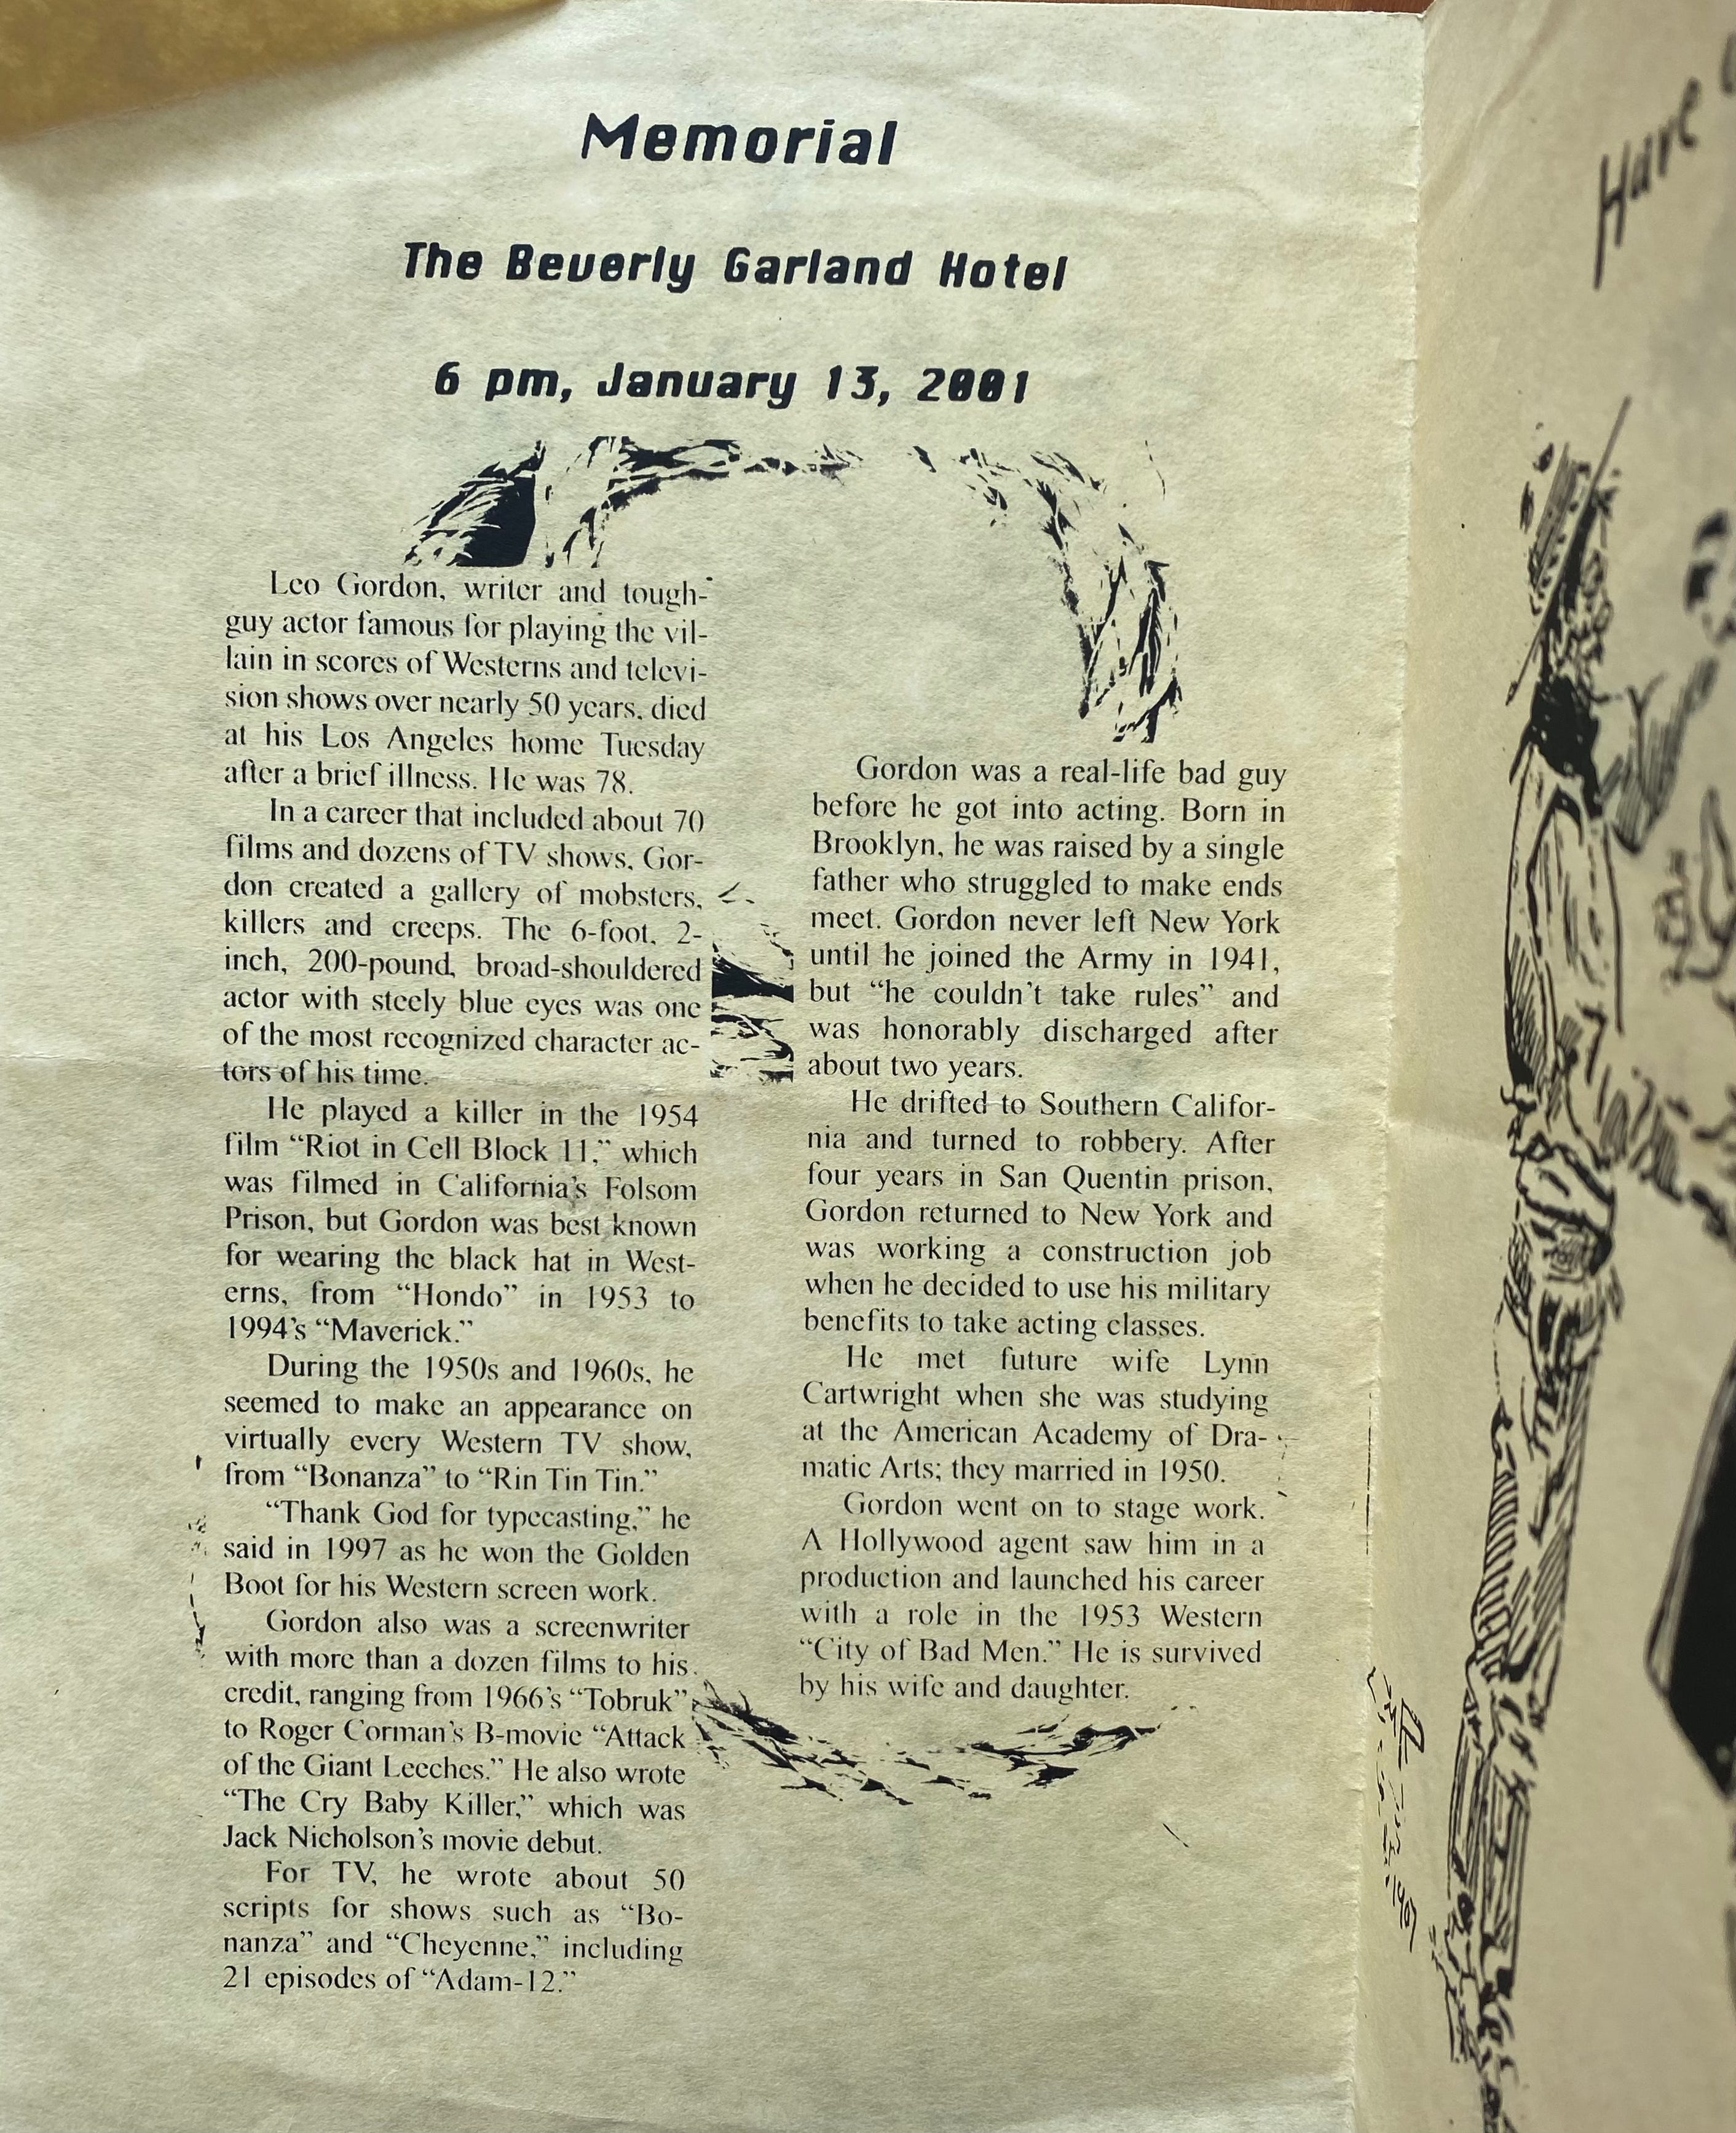 Memorial
The Beverly Garland Hotel
6 pm, January 13, 2001
Leo Gordon, writer and tough-
guy actor famous for playing the vil-
lain in scores of Westerns and televi-
sion shows over nearly 50 years, died
at his Los Angeles home Tuesday
after a brief illness. He was 78.
In a career that included about 70
films and dozens of TV shows, Gor-
don created a gallery of mobsters,
killers and creeps. The 6-foot, 2-
inch, 200-pound, broad-shouldered
actor with steely blue eyes was one
of the most recognized character ac-
tors of his time.
He played a killer in the 1954
film “Riot in Cell Block 11,” which
was filmed in California’s Folsom
Prison, but Gordon was best known
for wearing the black hat in West-
erns, from “Hondo” in 1953 to
1994’s “Maverick.”
During the 1950s and 1960s, he
seemed to make an appearance on
virtually every Western TV show,
from “Bonanza” to “Rin Tin Tin.”
“Thank God for typecasting,” he
said in 1997 as he won the Golden
Boot for his Western screen work.
Gordon also was a screenwriter
with more than a dozen films to his
credit, ranging from 1966’s “Tobruk”
to Roger Corman’s B-movie “Attack
of the Giant Leeches.” He also wrote
“The Cry Baby Killer,” which was
Jack Nicholson’s movie debut.
For TV, he wrote about 50
scripts for shows such as “Bo-
nanza” and “Cheyenne,” including
21 episodes of “Adam-12.”
Gordon was a real-life bad guy
before he got into acting. Born in
Brooklyn, he was raised by a single
father who struggled to make ends
meet. Gordon never left New York
until he joined the Army in 1941,
but “he couldn’t take rules” and
was honorably discharged after
about two years.
He drifted to Southern Califor-
nia and turned to robbery. After
four years in San Quentin prison,
Gordon returned to New York and
was working a construction job
when he decided to use his military
benefits to take acting classes.
He met future wife Lynn
Cartwright when she was studying
at the American Academy of Dra-
matic Arts; they married in 1950.
Gordon went on to stage work.
A Hollywood agent saw him in a
production and launched his career
with a role in the 1953 Western
“City of Bad Men.” He is survived
by his wife and daughter.
Have